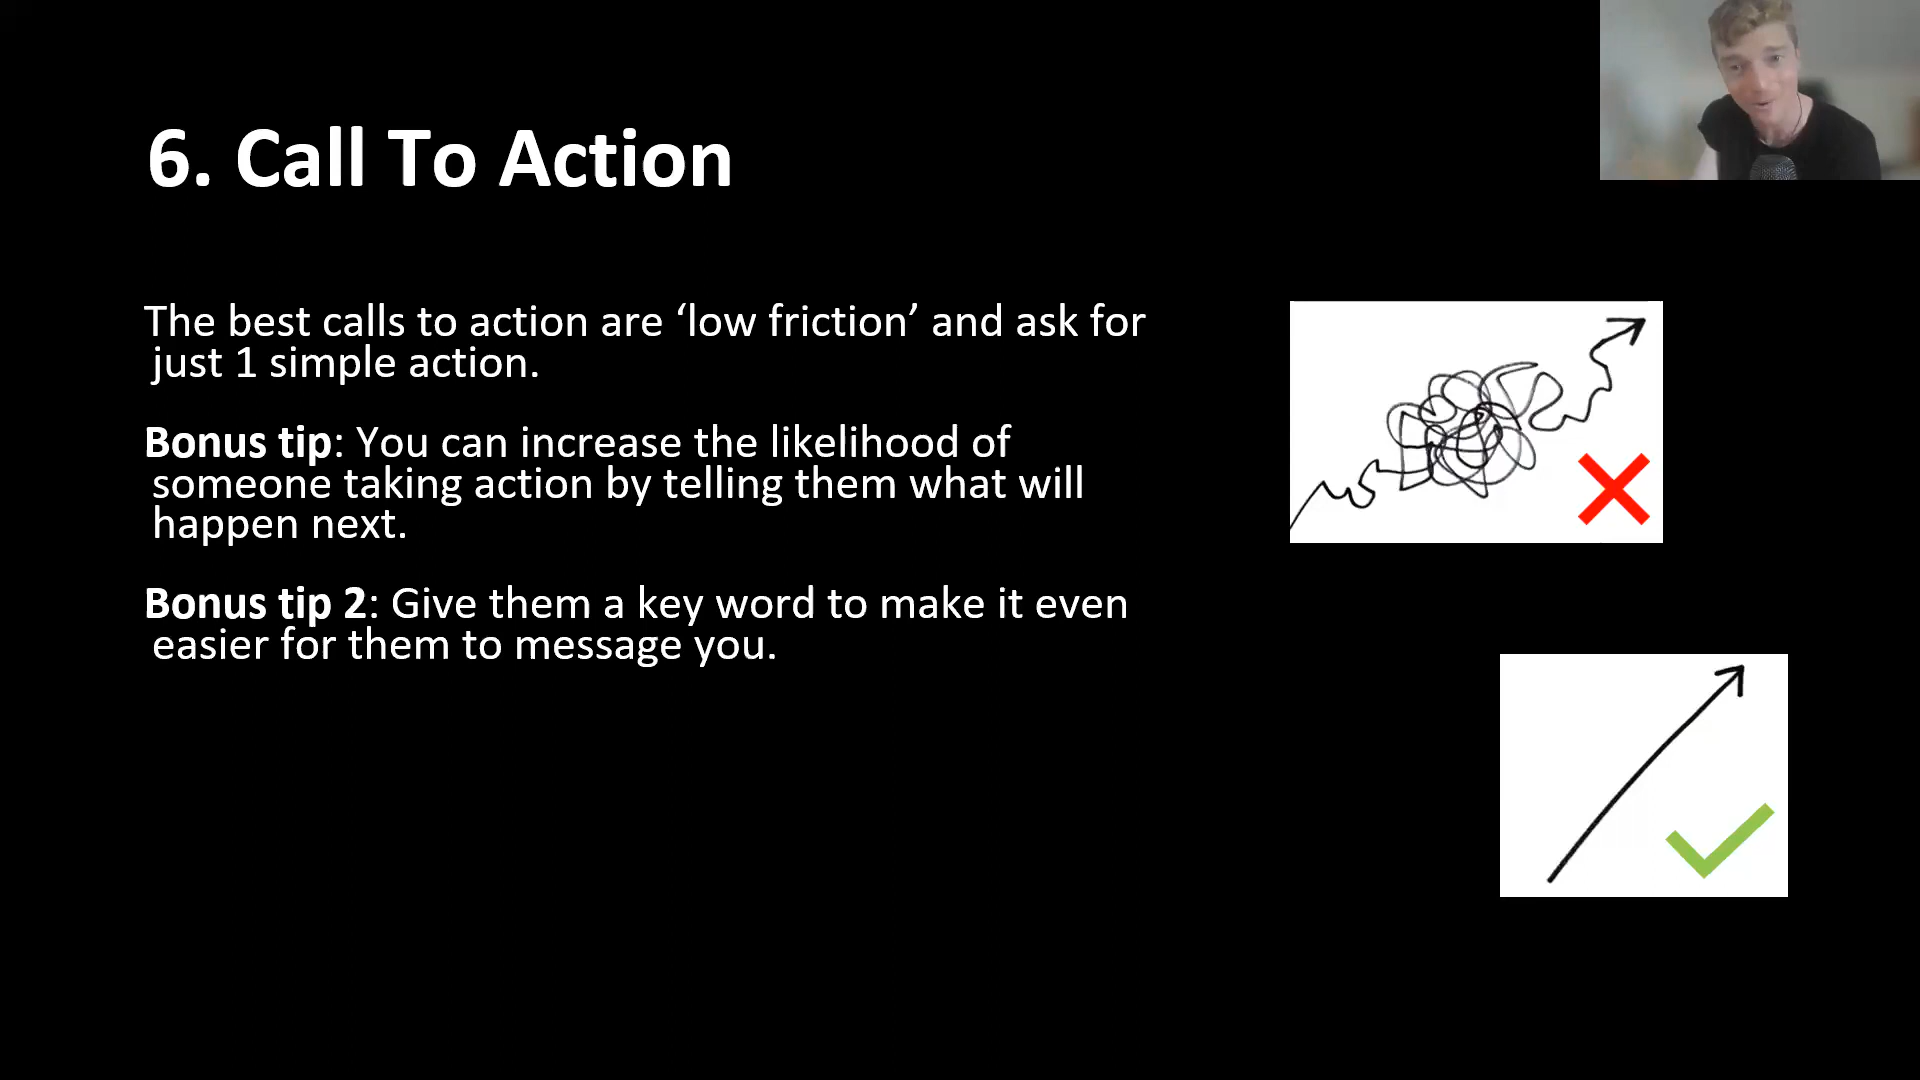 6. Call To Action
The best calls to action are ‘low friction’ and ask for
just 1 simple action.
Bonus tip: You can increase the likelihood of
someone taking action by telling them what will
happen next.
Bonus tip 2: Give them a key word to make it even
easier for them to message you.